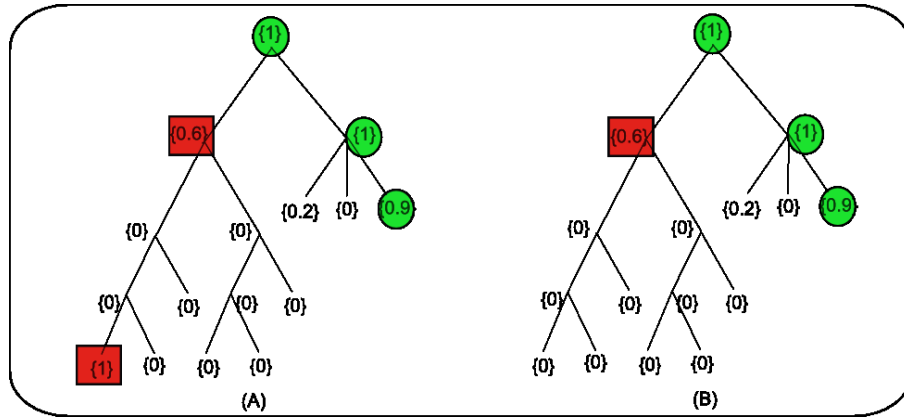 {1} {1}
{0.6} {1} {0.6} {1}
{0.2} {0} {0.9} {0.2} {0} {0.9}
{0} {0} {0} {0}
{0} {0} {0} {0} {0} {0} {0} {0}
{1} {0} {0} {0} {0} {0} {0} {0}
(A) (B)